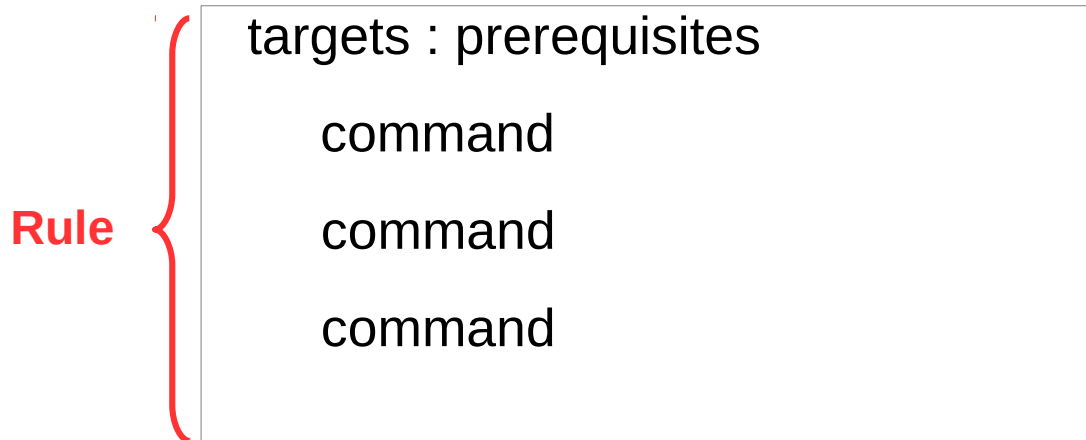 targets : prerequisites
command
Rule
command
command